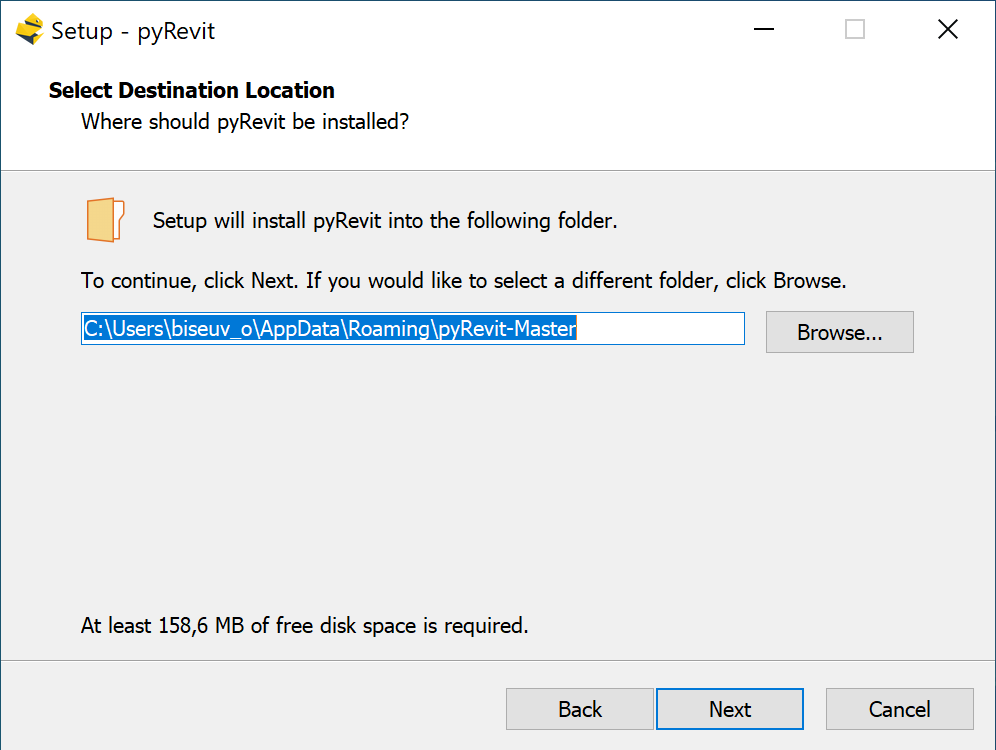 Setup - pyRevit
Select Destination Location
Where should pyRevit be installed?
Setup will install pyRevit into the following folder.
To continue, click Next. If you would like to select a different folder, click Browse.
C:\Users\biseuv_o\AppData\Roaming\pyRevit-Master
Browse...
At least 158,6 MB of free disk space is required.
Back
Next
Cancel